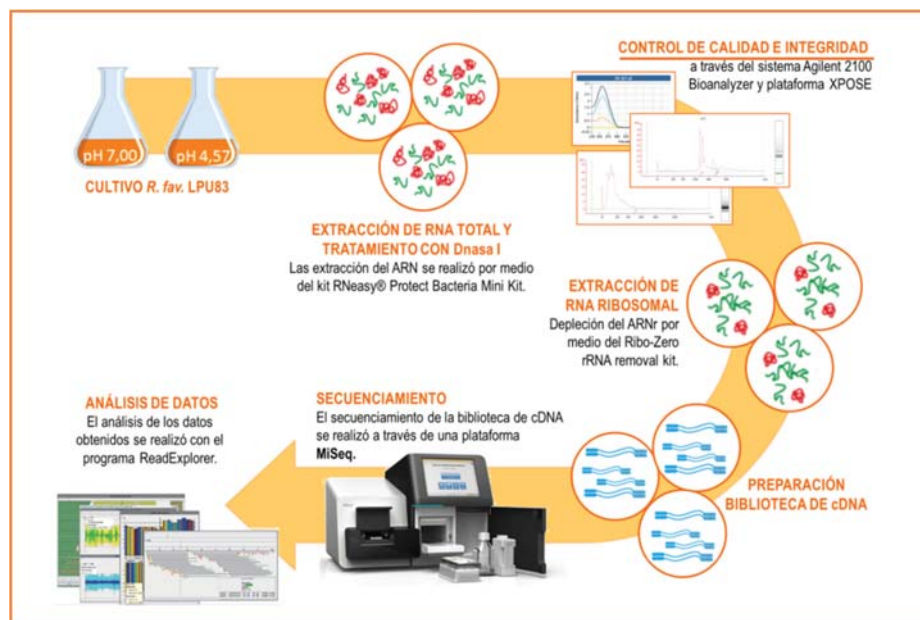 pH 7,00
pH 4,57
CULTIVO R. fav. LPU83
EXTRACCIÓN DE RNA TOTAL Y
TRATAMIENTO CON Dnasa I
Las extracción del ARN se realizó por medio
del kit RNeasy® Protect Bacteria Mini Kit.
CONTROL DE CALIDAD E INTEGRIDAD
a través del sistema Agilent 2100
Bioanalyzer y plataforma XPOSE
EXTRACCIÓN DE
RNA RIBOSOMAL
Depleción del ARNr por
medio del Ribo-Zero
rRNA removal kit.
PREPARACIÓN
BIBLIOTECA DE cDNA
SECUENCIAMIENTO
El secuenciamiento de la biblioteca de cDNA
se realizó a través de una plataforma
MiSeq.
ANÁLISIS DE DATOS
El análisis de los datos
obtenidos se realizó con el
programa ReadExplorer.